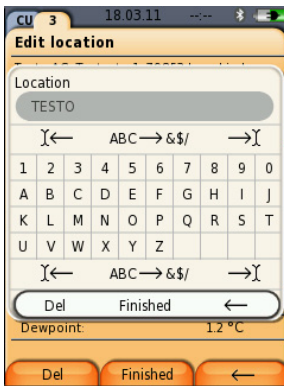 CU 3 18.03.11 --:--
Edit location
Location
TESTO
ABC → &$/
1 2 3 4 5 6 7 8 9 0
A B C D E F G H I J
K L M N O P Q R S T
U V W X Y Z
ABC → &$/
Del Finished ←
Dewpoint: 1.2 °C
Del Finished ←